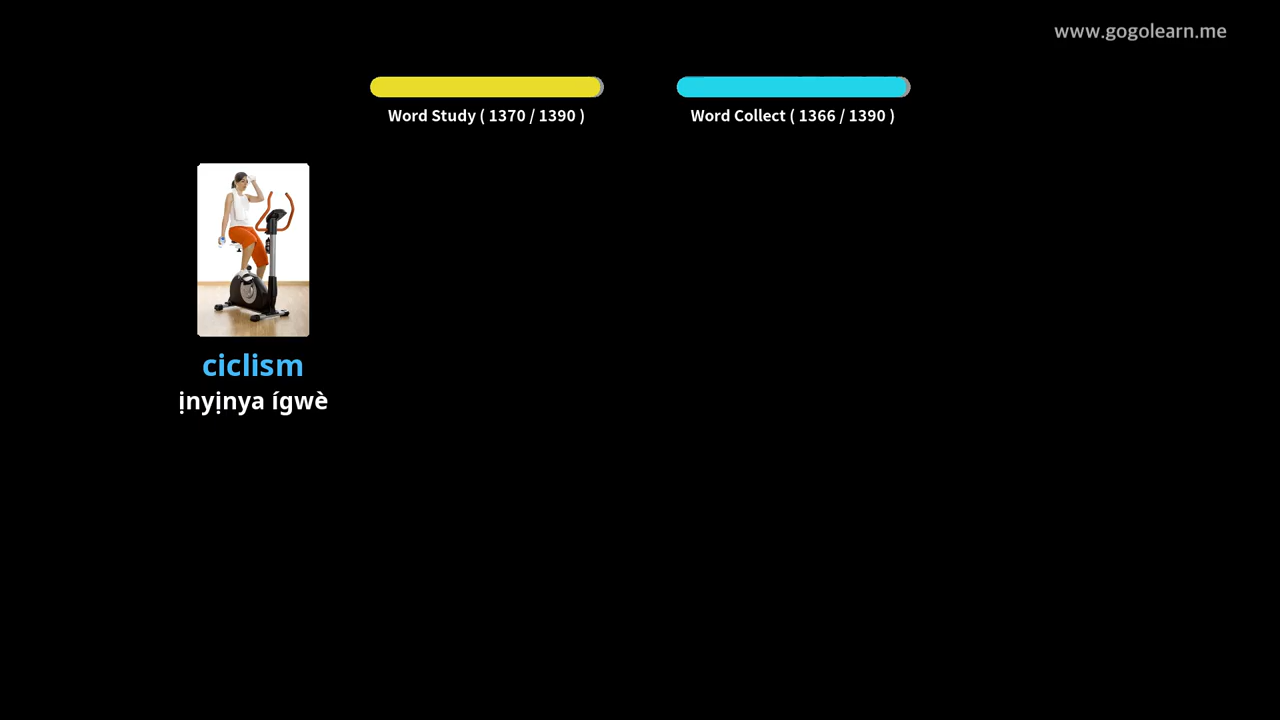 www.gogolearn.me
Word Study ( 1370 / 1390 )
Word Collect ( 1366 / 1390 )
ciclism
ịnyịnya ígwè